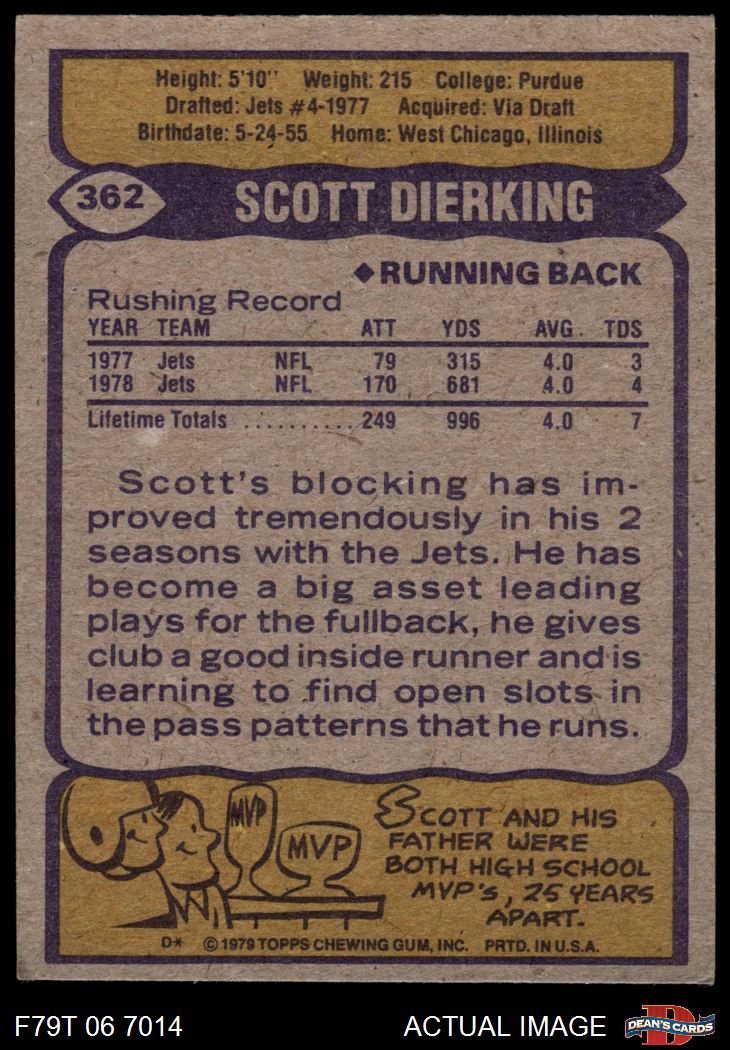 Height: 5'10" Weight: 215 College: Purdue
Drafted: Jets #4-1977 Acquired: Via Draft
Birthdate: 5-24-55 Home: West Chicago, Illinois
362 SCOTT DIERKING
◆RUNNING BACK
Rushing Record
YEAR TEAM ATT YDS AVG. TDS
1977 Jets NFL 79 315 4.0 3
1978 Jets NFL 170 681 4.0 4
Lifetime Totals .......... 249 996 4.0 7
Scott's blocking has im-
proved tremendously in his 2
seasons with the Jets. He has
become a big asset leading
plays for the fullback, he gives
club a good inside runner and is
learning to find open slots in
the pass patterns that he runs.
MVP
MVP
SCOTT AND HIS
FATHER WERE
BOTH HIGH SCHOOL
MVP's, 25 YEARS
APART.
D* © 1979 TOPPS CHEWING GUM, INC. PRTD. IN U.S.A.
F79T 06 7014 ACTUAL IMAGE D DEAN'S CARDS